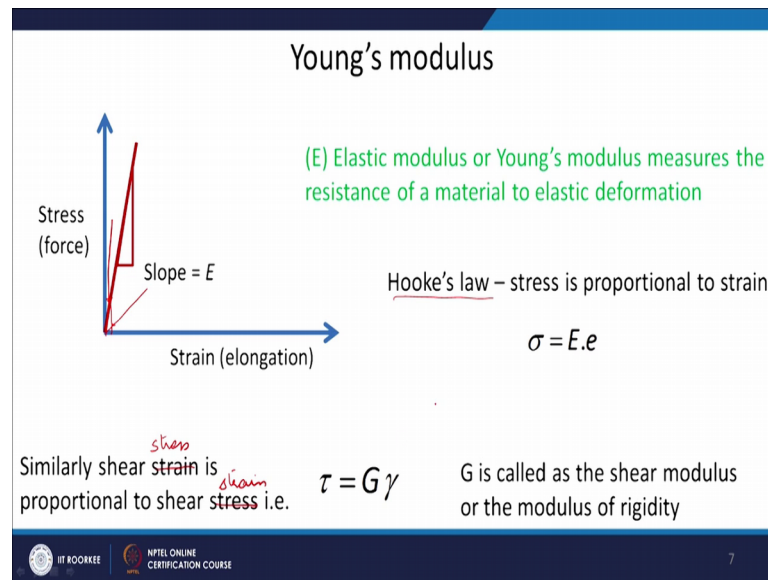 Young's modulus
(E) Elastic modulus or Young's modulus measures the
resistance of a material to elastic deformation
Stress
(force)
Slope = E
Hooke's law – stress is proportional to strain
σ = E.e
Strain (elongation)
stress
Similarly shear strain is
strain
proportional to shear stress i.e.
τ = Gγ
G is called as the shear modulus
or the modulus of rigidity
IIT ROORKEE
NPTEL ONLINE
CERTIFICATION COURSE
NPTEL
7